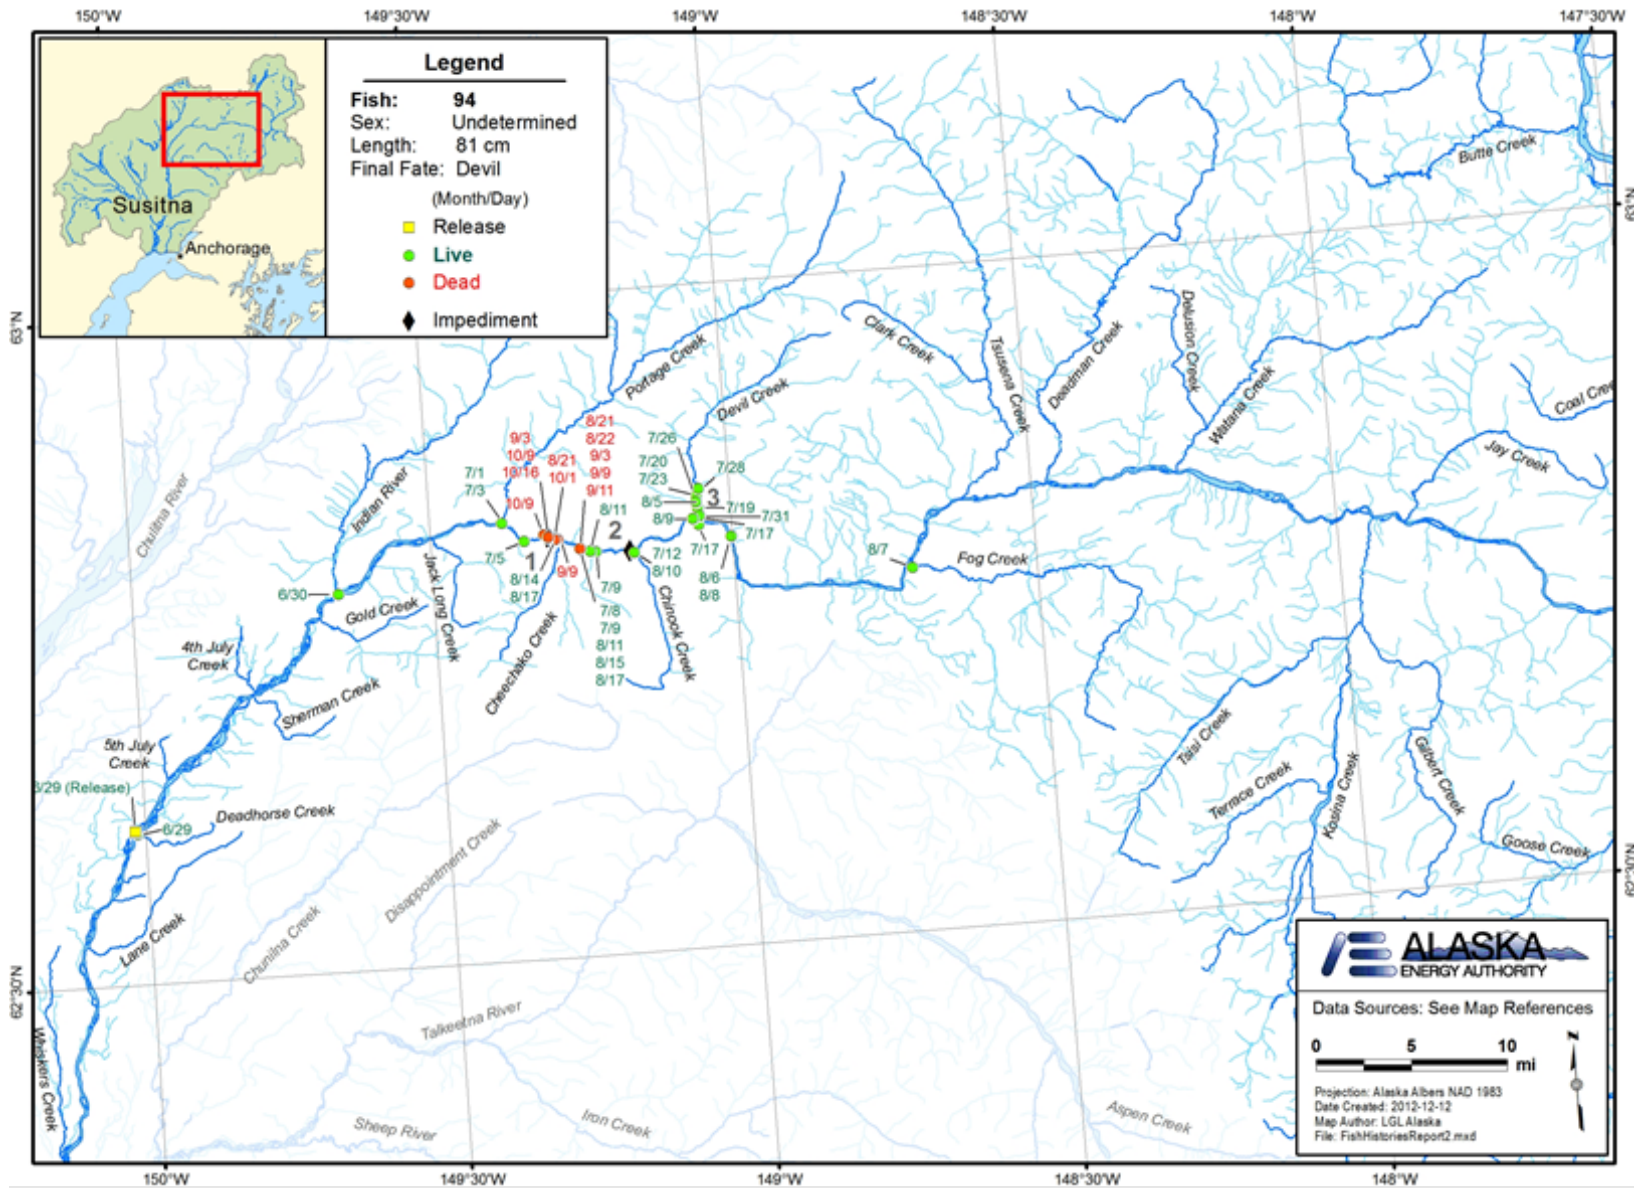 150°W 149°30'W 149°W 148°30'W 148°W 147°30'W
Legend
Fish: 94
Sex: Undetermined
Length: 81 cm
Final Fate: Devil
(Month/Day)
Release
Live
Dead
Impediment
Susitna
Anchorage
63°N
63°N
Butte Creek
Portage Creek
Clark Creek
Devil Creek
Tsusena Creek
Deadman Creek
Delusion Creek
Watana Creek
Coal Cree
Jay Creek
Chulitna River
Indian River
7/1
7/3
9/3
10/9
10/16
10/9
8/21
10/1
8/21
8/22
9/3
9/9
9/11
8/11
7/26
7/20
7/23
8/5
8/9
7/28
3
7/19
7/31
7/17
7/17
2
1
7/5
8/14
8/17
9/9
7/9
7/8
7/9
8/11
8/15
8/17
7/12
8/10
8/6
8/8
8/7
Fog Creek
6/30
Gold Creek
Jack Long Creek
Cheechako Creek
Chinook Creek
4th July
Creek
Sherman Creek
5th July
Creek
6/29 (Release)
6/29
Deadhorse Creek
Lane Creek
Chunilna Creek
Disappointment Creek
Talkeetna River
Whiskers Creek
Sheep River
Iron Creek
Aspen Creek
Tsisi Creek
Terrace Creek
Kosina Creek
Gilbert Creek
Goose Creek
62°30'N
62°30'N
ALASKA
ENERGY AUTHORITY
Data Sources: See Map References
0 5 10
mi
N
Projection: Alaska Albers NAD 1983
Date Created: 2012-12-12
Map Author: LGL Alaska
File: FishHistoriesReport2.mxd
150°W 149°30'W 149°W 148°30'W 148°W